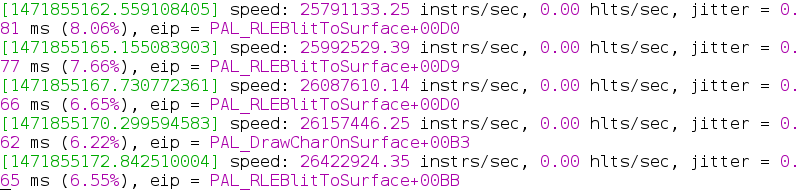 [1471855162.559108405] speed: 25791133.25 instrs/sec, 0.00 hlts/sec, jitter = 0.
81 ms (8.06%), eip = PAL_RLEBlitToSurface+00D0
[1471855165.155083903] speed: 25992529.39 instrs/sec, 0.00 hlts/sec, jitter = 0.
77 ms (7.66%), eip = PAL_RLEBlitToSurface+00D9
[1471855167.730772361] speed: 26087610.14 instrs/sec, 0.00 hlts/sec, jitter = 0.
66 ms (6.65%), eip = PAL_RLEBlitToSurface+00D0
[1471855170.299594583] speed: 26157446.25 instrs/sec, 0.00 hlts/sec, jitter = 0.
62 ms (6.22%), eip = PAL_DrawCharOnSurface+00B3
[1471855172.842510004] speed: 26422924.35 instrs/sec, 0.00 hlts/sec, jitter = 0.
65 ms (6.55%), eip = PAL_RLEBlitToSurface+00BB